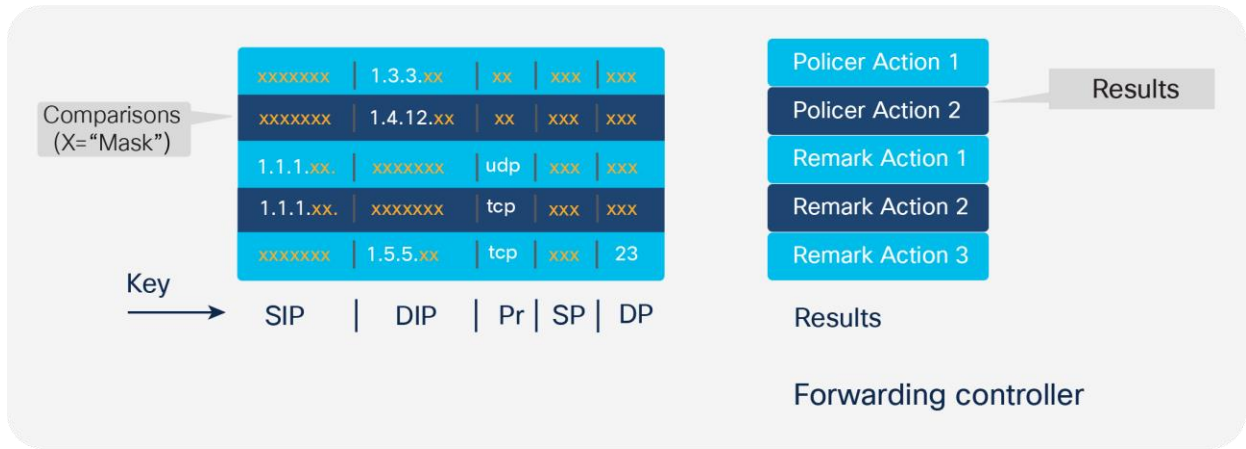 xxxxxxx | 1.3.3.xx | xx | xxx | xxx
Policer Action 1
Comparisons
(X="Mask")
xxxxxxx | 1.4.12.xx | xx | xxx | xxx
Policer Action 2
Results
1.1.1.xx. | xxxxxxx | udp | xxx | xxx
Remark Action 1
1.1.1.xx. | xxxxxxx | tcp | xxx | xxx
Remark Action 2
xxxxxxx | 1.5.5.xx | tcp | xxx | 23
Remark Action 3
Key
SIP | DIP | Pr | SP | DP
Results
Forwarding controller